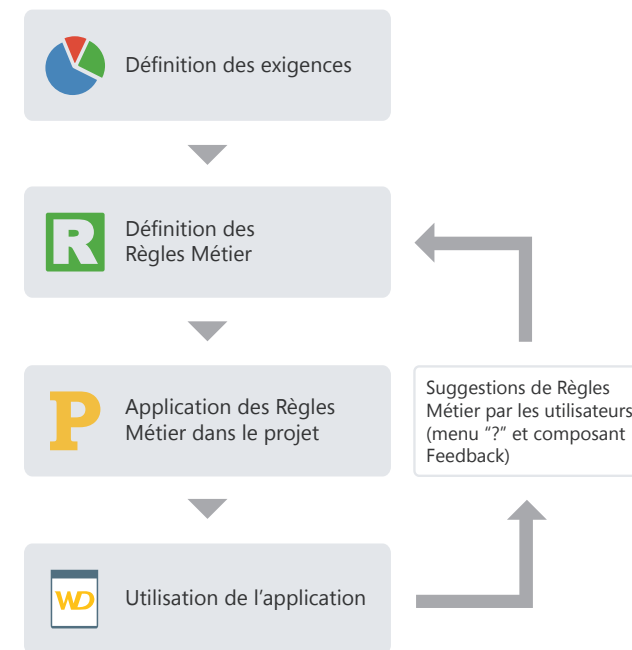 Définition des exigences
R
Définition des
Règles Métier
P
Application des Règles
Métier dans le projet
Suggestions de Règles
Métier par les utilisateurs
(menu "?" et composant
Feedback)
WD
Utilisation de l'application